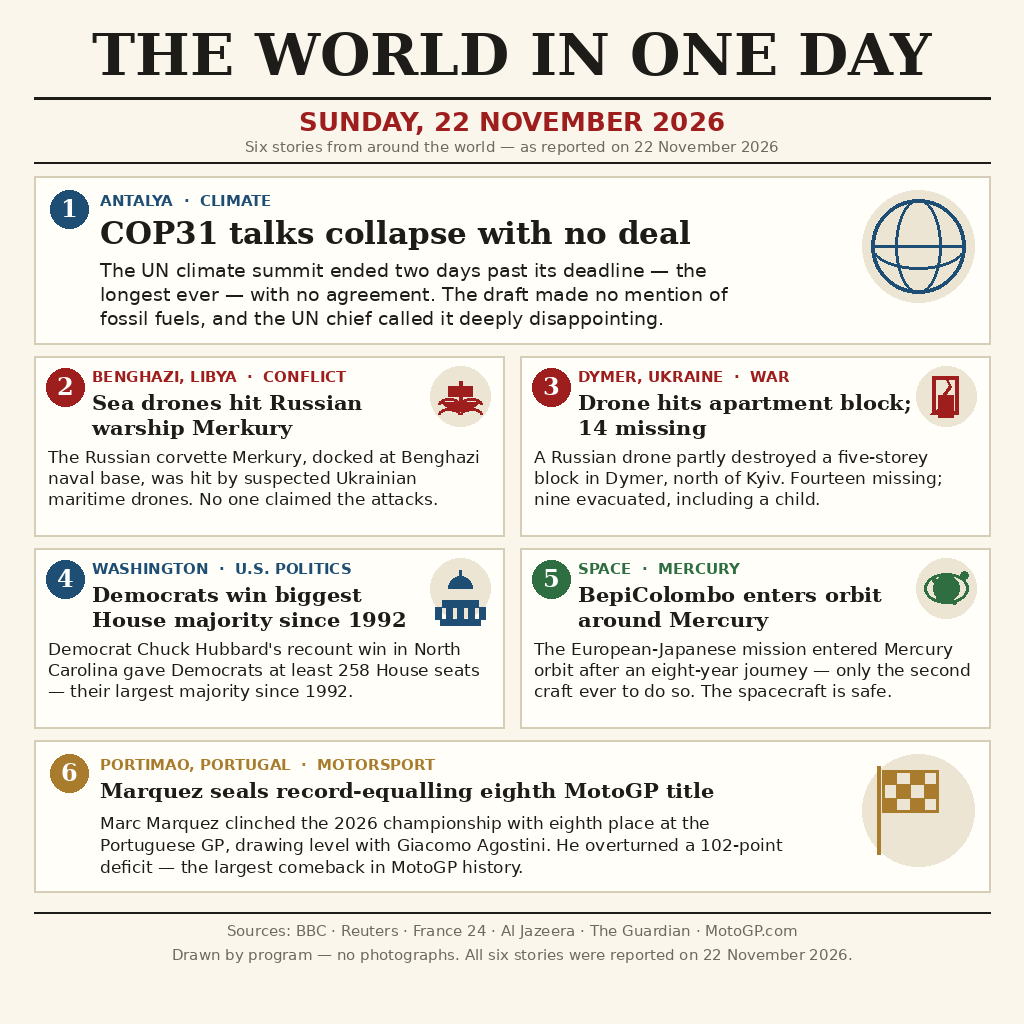 THE WORLD IN ONE DAY
SUNDAY, 22 NOVEMBER 2026
Six stories from around the world — as reported on 22 November 2026
1
ANTALYA · CLIMATE
COP31 talks collapse with no deal
The UN climate summit ended two days past its deadline — the
longest ever — with no agreement. The draft made no mention of
fossil fuels, and the UN chief called it deeply disappointing.
2
BENGHAZI, LIBYA · CONFLICT
Sea drones hit Russian
warship Merkury
The Russian corvette Merkury, docked at Benghazi
naval base, was hit by suspected Ukrainian
maritime drones. No one claimed the attacks.
3
DYMER, UKRAINE · WAR
Drone hits apartment block;
14 missing
A Russian drone partly destroyed a five-storey
block in Dymer, north of Kyiv. Fourteen missing;
nine evacuated, including a child.
4
WASHINGTON · U.S. POLITICS
Democrats win biggest
House majority since 1992
Democrat Chuck Hubbard's recount win in North
Carolina gave Democrats at least 258 House seats
— their largest majority since 1992.
5
SPACE · MERCURY
BepiColombo enters orbit
around Mercury
The European-Japanese mission entered Mercury
orbit after an eight-year journey — only the second
craft ever to do so. The spacecraft is safe.
6
PORTIMAO, PORTUGAL · MOTORSPORT
Marquez seals record-equalling eighth MotoGP title
Marc Marquez clinched the 2026 championship with eighth place at the
Portuguese GP, drawing level with Giacomo Agostini. He overturned a 102-point
deficit — the largest comeback in MotoGP history.
Sources: BBC · Reuters · France 24 · Al Jazeera · The Guardian · MotoGP.com
Drawn by program — no photographs. All six stories were reported on 22 November 2026.